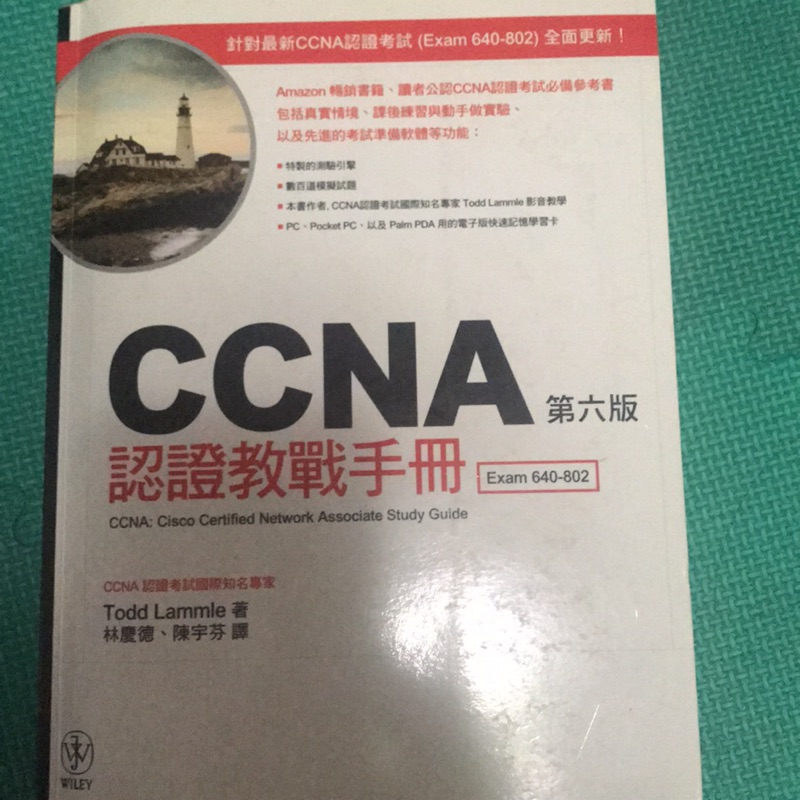 針對最新CCNA認證考試 (Exam 640-802) 全面更新！
Amazon 暢銷書籍、讀者公認CCNA認證考試必備參考書
包括真實情境、課後練習與動手做實驗、
以及先進的考試準備軟體等功能：
■ 特製的測驗引擎
■ 數百道模擬試題
■ 本書作者, CCNA認證考試國際知名專家 Todd Lammle 影音教學
■ PC、Pocket PC、以及 Palm PDA 用的電子版快速記憶學習卡
CCNA 第六版
認證教戰手冊 Exam 640-802
CCNA: Cisco Certified Network Associate Study Guide
CCNA 認證考試國際知名專家
Todd Lammle 著
林慶德、陳宇芬 譯
WILEY